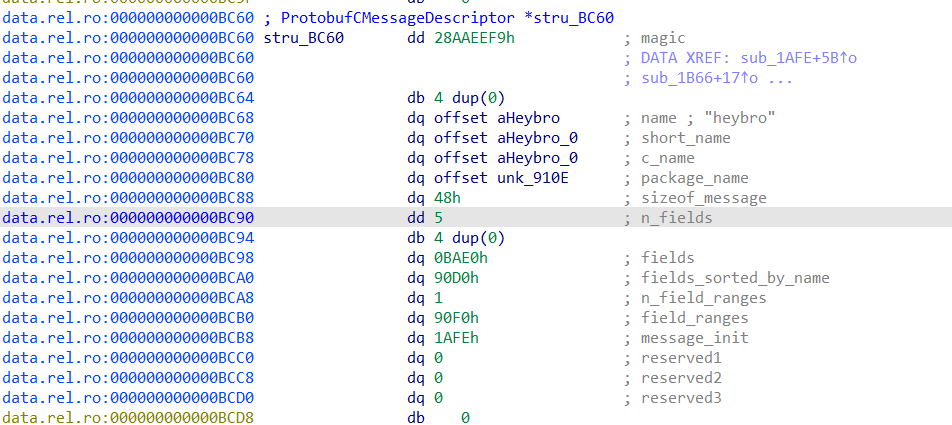 data.rel.ro:000000000000BC60 ; ProtobufCMessageDescriptor *stru_BC60
data.rel.ro:000000000000BC60 stru_BC60 dd 28AAEEF9h ; magic
data.rel.ro:000000000000BC60 ; DATA XREF: sub_1AFE+5B↑o
data.rel.ro:000000000000BC60 ; sub_1B66+17↑o ...
data.rel.ro:000000000000BC64 db 4 dup(0)
data.rel.ro:000000000000BC68 dq offset aHeybro ; name ; "heybro"
data.rel.ro:000000000000BC70 dq offset aHeybro_0 ; short_name
data.rel.ro:000000000000BC78 dq offset aHeybro_0 ; c_name
data.rel.ro:000000000000BC80 dq offset unk_910E ; package_name
data.rel.ro:000000000000BC88 dq 48h ; sizeof_message
data.rel.ro:000000000000BC90 dd 5 ; n_fields
data.rel.ro:000000000000BC94 db 4 dup(0)
data.rel.ro:000000000000BC98 dq 0BAE0h ; fields
data.rel.ro:000000000000BCA0 dq 90D0h ; fields_sorted_by_name
data.rel.ro:000000000000BCA8 dq 1 ; n_field_ranges
data.rel.ro:000000000000BCB0 dq 90F0h ; field_ranges
data.rel.ro:000000000000BCB8 dq 1AFEh ; message_init
data.rel.ro:000000000000BCC0 dq 0 ; reserved1
data.rel.ro:000000000000BCC8 dq 0 ; reserved2
data.rel.ro:000000000000BCD0 dq 0 ; reserved3
data.rel.ro:000000000000BCD8 db 0